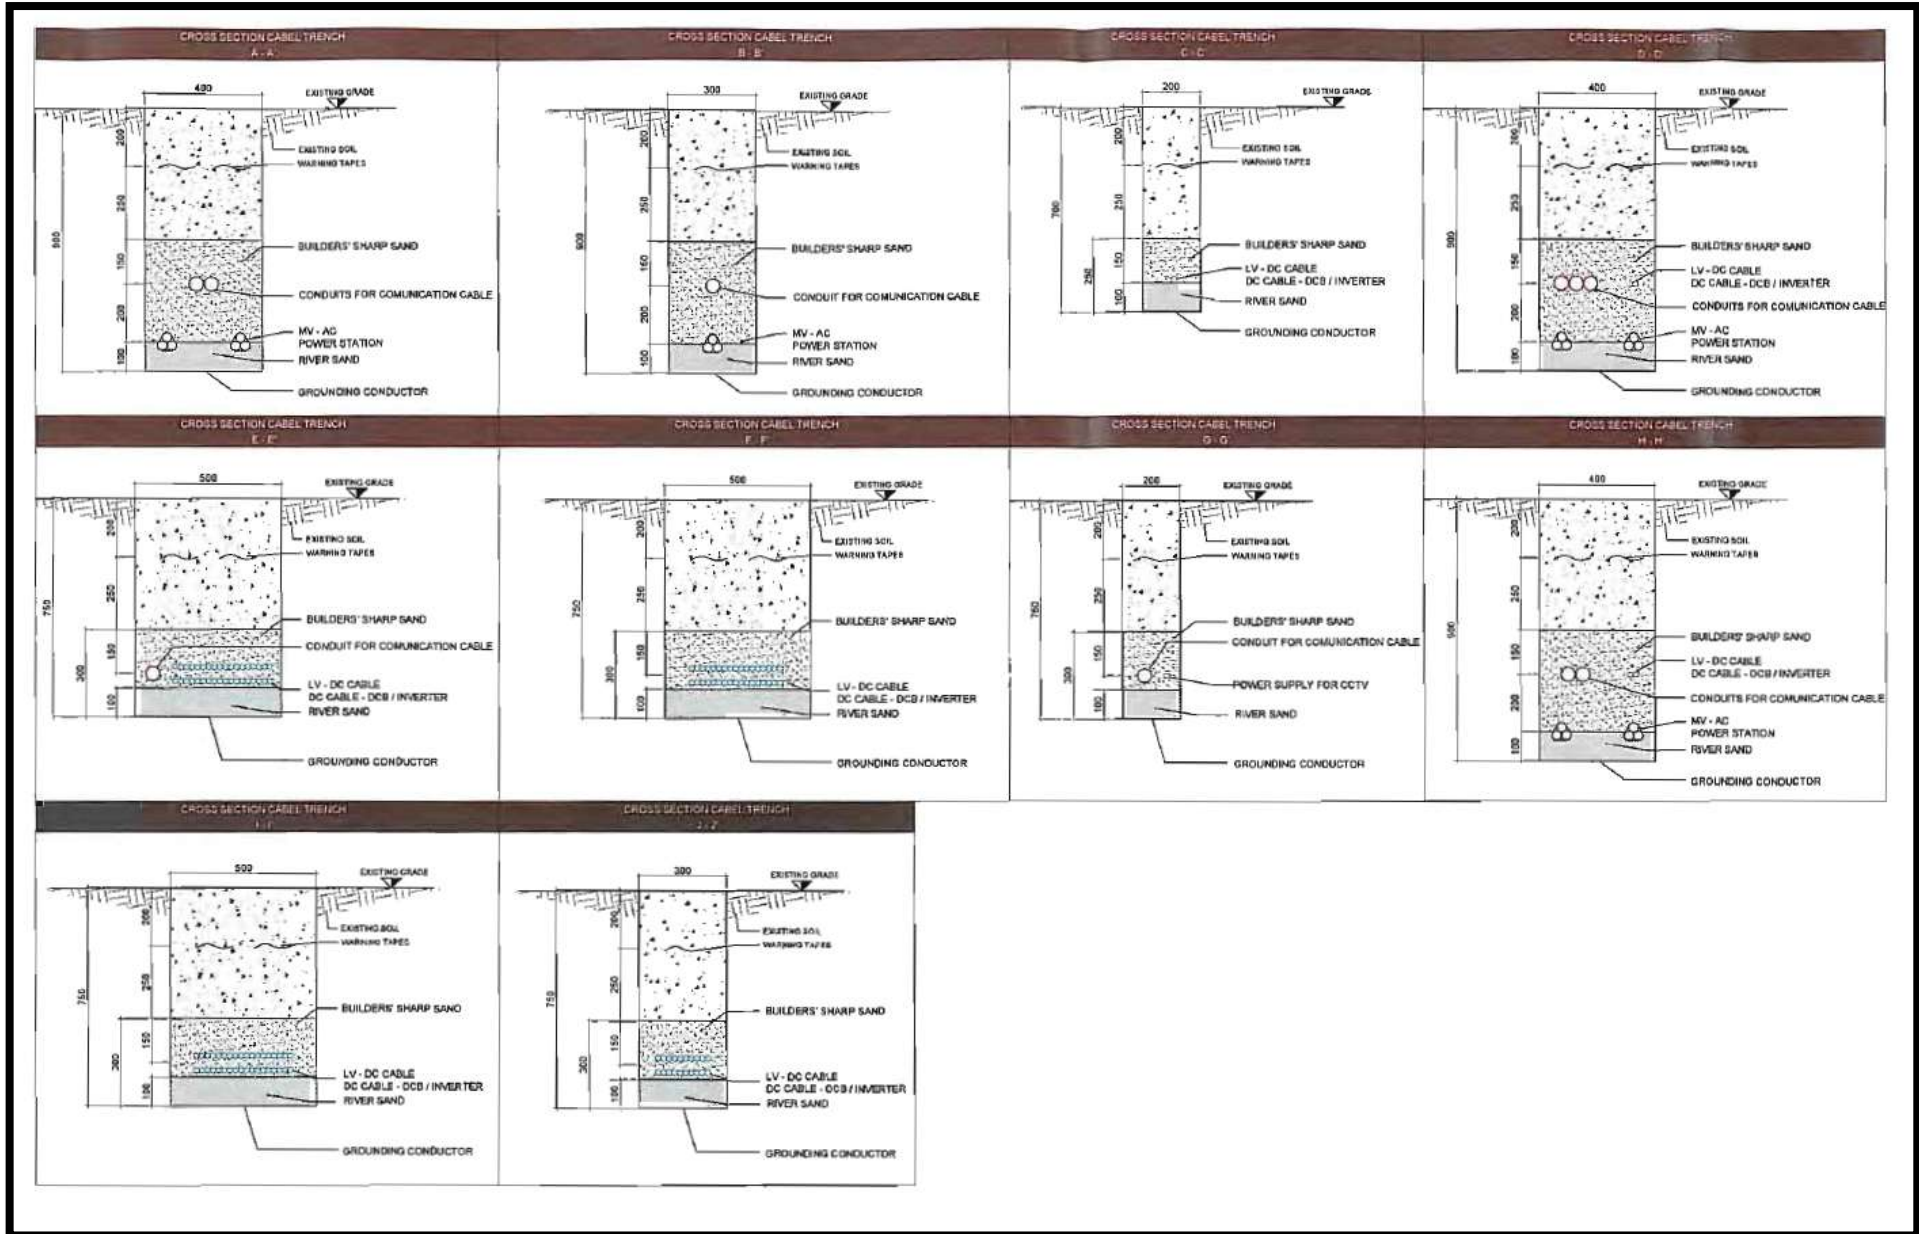 CROSS SECTION CABEL TRENCH
A - A'
400
EXISTING GRADE
200
EXISTING SOIL
WARNING TAPES
250
900
BUILDERS' SHARP SAND
150
CONDUITS FOR COMUNICATION CABLE
200
MV - AC
POWER STATION
100
RIVER SAND
GROUNDING CONDUCTOR
CROSS SECTION CABEL TRENCH
B - B'
300
EXISTING GRADE
200
EXISTING SOIL
WARNING TAPES
250
900
BUILDERS' SHARP SAND
150
CONDUIT FOR COMUNICATION CABLE
200
MV - AC
POWER STATION
100
RIVER SAND
GROUNDING CONDUCTOR
CROSS SECTION CABEL TRENCH
C - C'
200
EXISTING GRADE
200
EXISTING SOIL
WARNING TAPES
250
700
BUILDERS' SHARP SAND
150
250
LV - DC CABLE
DC CABLE - DCB / INVERTER
100
RIVER SAND
GROUNDING CONDUCTOR
CROSS SECTION CABEL TRENCH
D - D'
400
EXISTING GRADE
200
EXISTING SOIL
WARNING TAPES
250
900
BUILDERS' SHARP SAND
150
LV - DC CABLE
DC CABLE - DCB / INVERTER
CONDUITS FOR COMUNICATION CABLE
200
MV - AC
POWER STATION
100
RIVER SAND
GROUNDING CONDUCTOR
CROSS SECTION CABEL TRENCH
E - E'
500
EXISTING GRADE
200
EXISTING SOIL
WARNING TAPES
250
750
BUILDERS' SHARP SAND
150
CONDUIT FOR COMUNICATION CABLE
300
LV - DC CABLE
DC CABLE - DCB / INVERTER
100
RIVER SAND
GROUNDING CONDUCTOR
CROSS SECTION CABEL TRENCH
F - F'
500
EXISTING GRADE
200
EXISTING SOIL
WARNING TAPES
250
750
BUILDERS' SHARP SAND
150
300
LV - DC CABLE
DC CABLE - DCB / INVERTER
100
RIVER SAND
GROUNDING CONDUCTOR
CROSS SECTION CABEL TRENCH
G - G'
200
EXISTING GRADE
200
EXISTING SOIL
WARNING TAPES
250
750
BUILDERS' SHARP SAND
CONDUIT FOR COMUNICATION CABLE
150
300
POWER SUPPLY FOR CCTV
100
RIVER SAND
GROUNDING CONDUCTOR
CROSS SECTION CABEL TRENCH
H - H'
400
EXISTING GRADE
200
EXISTING SOIL
WARNING TAPES
250
900
BUILDERS' SHARP SAND
150
LV - DC CABLE
DC CABLE - DCB / INVERTER
CONDUITS FOR COMUNICATION CABLE
200
MV - AC
POWER STATION
100
RIVER SAND
GROUNDING CONDUCTOR
CROSS SECTION CABEL TRENCH
I - I'
500
EXISTING GRADE
200
EXISTING SOIL
WARNING TAPES
250
750
BUILDERS' SHARP SAND
150
300
LV - DC CABLE
DC CABLE - DCB / INVERTER
100
RIVER SAND
GROUNDING CONDUCTOR
CROSS SECTION CABEL TRENCH
300
EXISTING GRADE
200
EXISTING SOIL
WARNING TAPES
250
750
BUILDERS' SHARP SAND
150
300
LV - DC CABLE
DC CABLE - DCB / INVERTER
100
RIVER SAND
GROUNDING CONDUCTOR